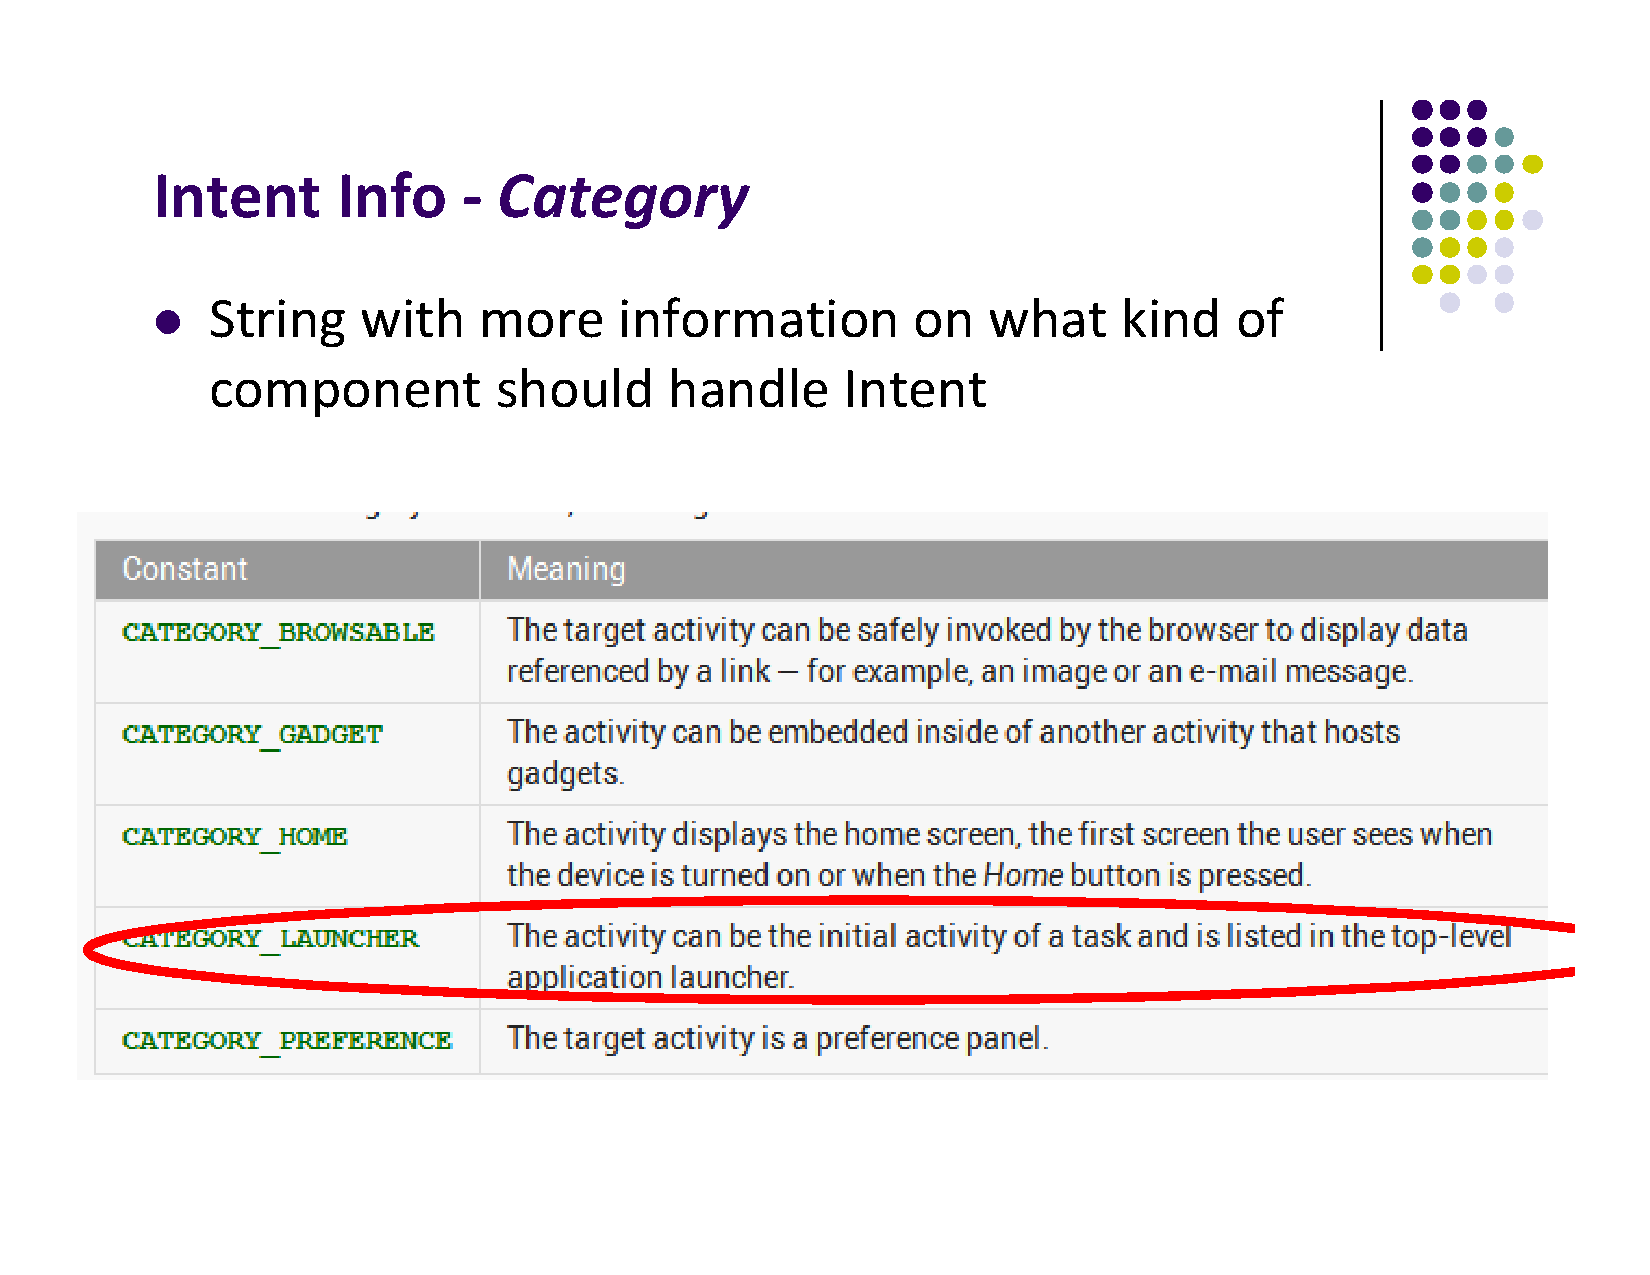 Intent Info - Category
String with more information on what kind of
component should handle Intent
Constant Meaning
CATEGORY_BROWSABLE The target activity can be safely invoked by the browser to display data
referenced by a link — for example, an image or an e-mail message.
CATEGORY_GADGET The activity can be embedded inside of another activity that hosts
gadgets.
CATEGORY_HOME The activity displays the home screen, the first screen the user sees when
the device is turned on or when the Home button is pressed.
CATEGORY_LAUNCHER The activity can be the initial activity of a task and is listed in the top-level
application launcher.
CATEGORY_PREFERENCE The target activity is a preference panel.